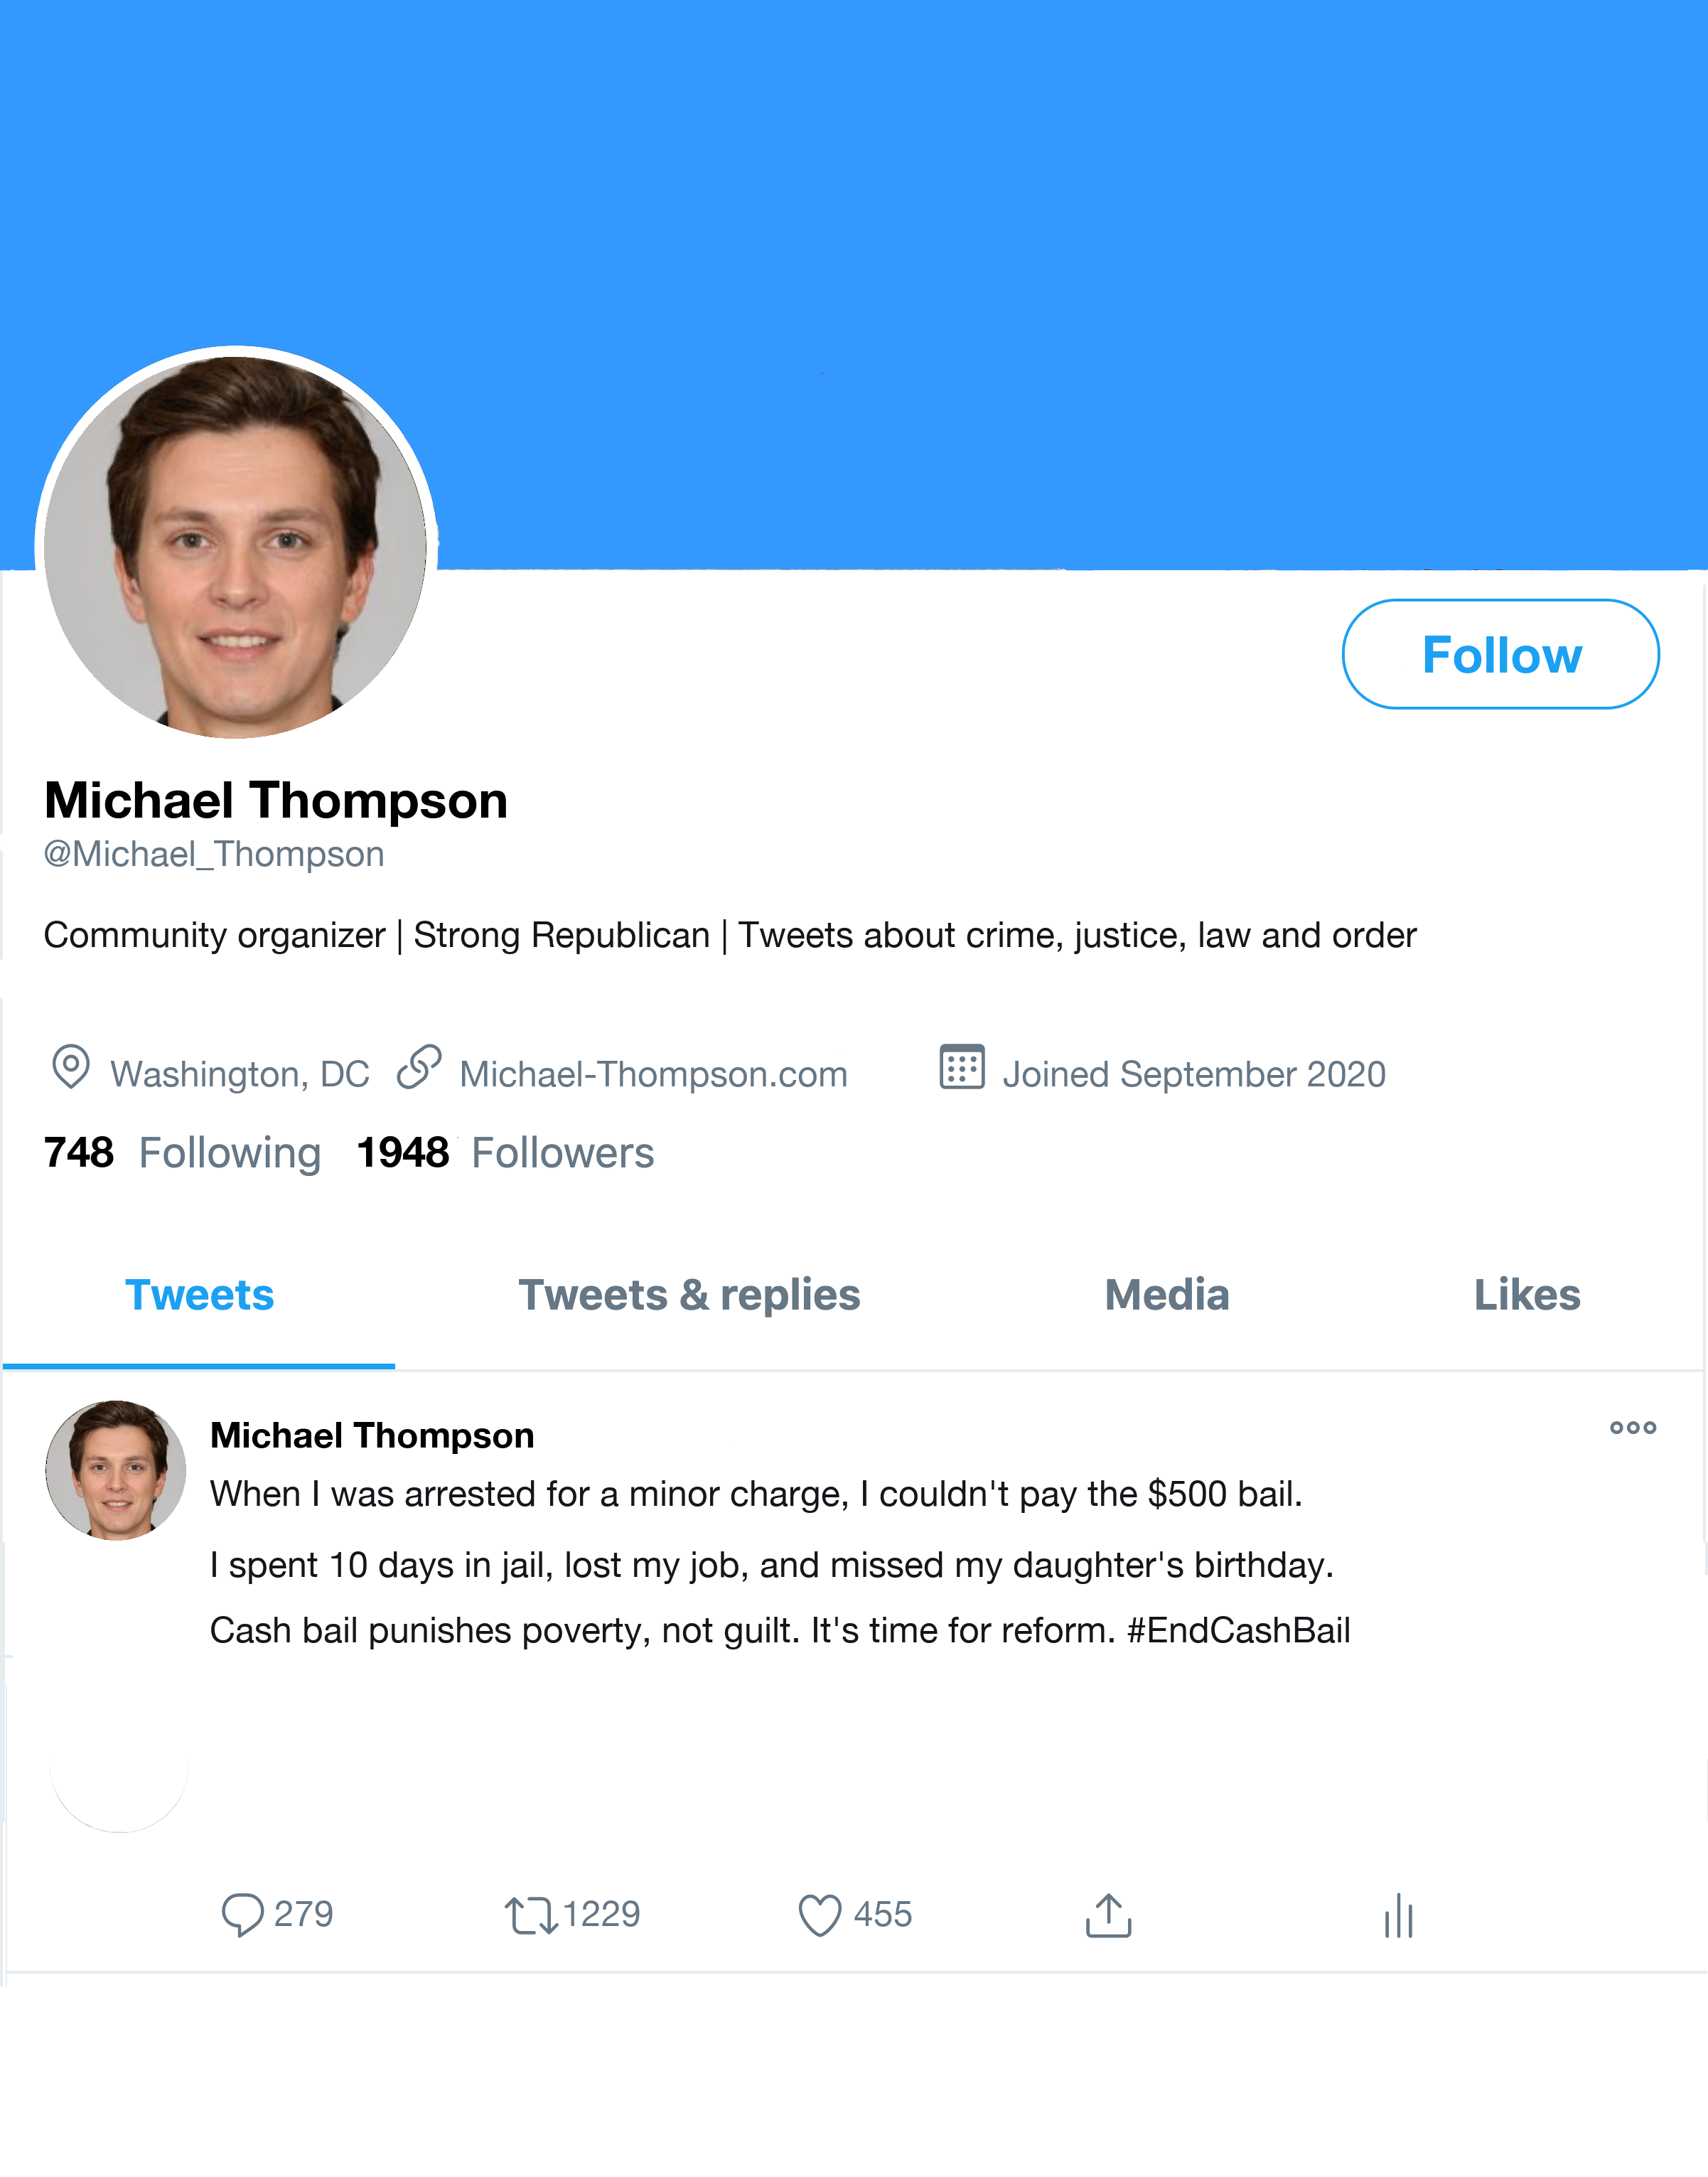 Follow
Michael Thompson
@Michael_Thompson
Community organizer | Strong Republican | Tweets about crime, justice, law and order
Washington, DC Michael-Thompson.com Joined September 2020
748 Following 1948 Followers
Tweets Tweets & replies Media Likes
Michael Thompson
When I was arrested for a minor charge, I couldn't pay the $500 bail.
I spent 10 days in jail, lost my job, and missed my daughter's birthday.
Cash bail punishes poverty, not guilt. It's time for reform. #EndCashBail
279 1229 455